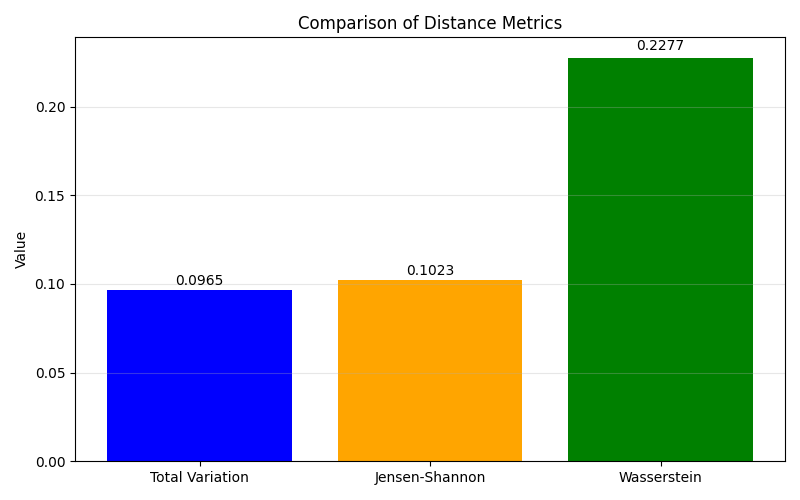 Comparison of Distance Metrics
0.2277
0.1023
0.0965
Value
0.20
0.15
0.10
0.05
0.00
Total Variation
Jensen-Shannon
Wasserstein